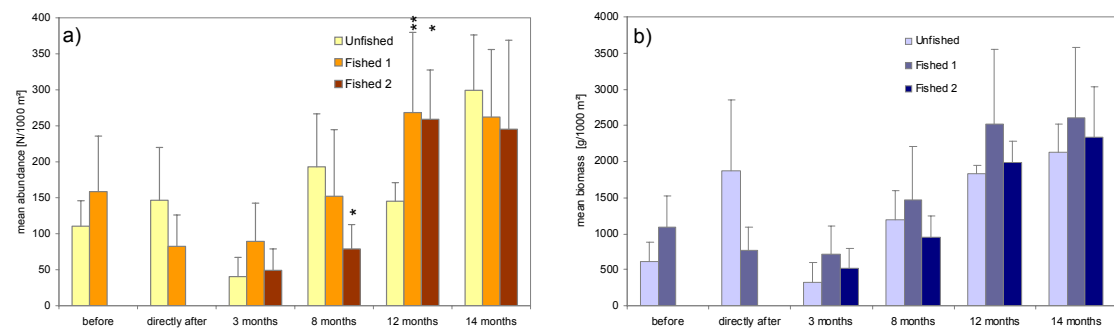 a)
mean abundance [N/1000 m²]
400
350
300
250
200
150
100
50
0
Unfished
Fished 1
Fished 2
*
**
*
before directly after 3 months 8 months 12 months 14 months
b)
mean biomass [g/1000 m²]
4000
3500
3000
2500
2000
1500
1000
500
0
Unfished
Fished 1
Fished 2
before directly after 3 months 8 months 12 months 14 months